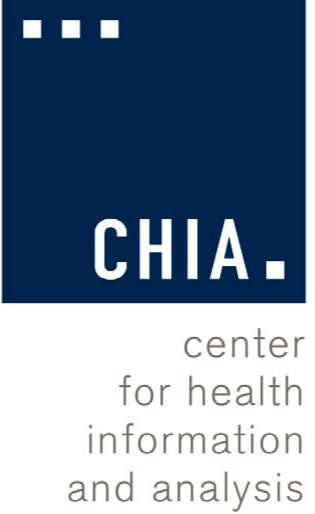 CHIA.
center
for health
information
and analysis